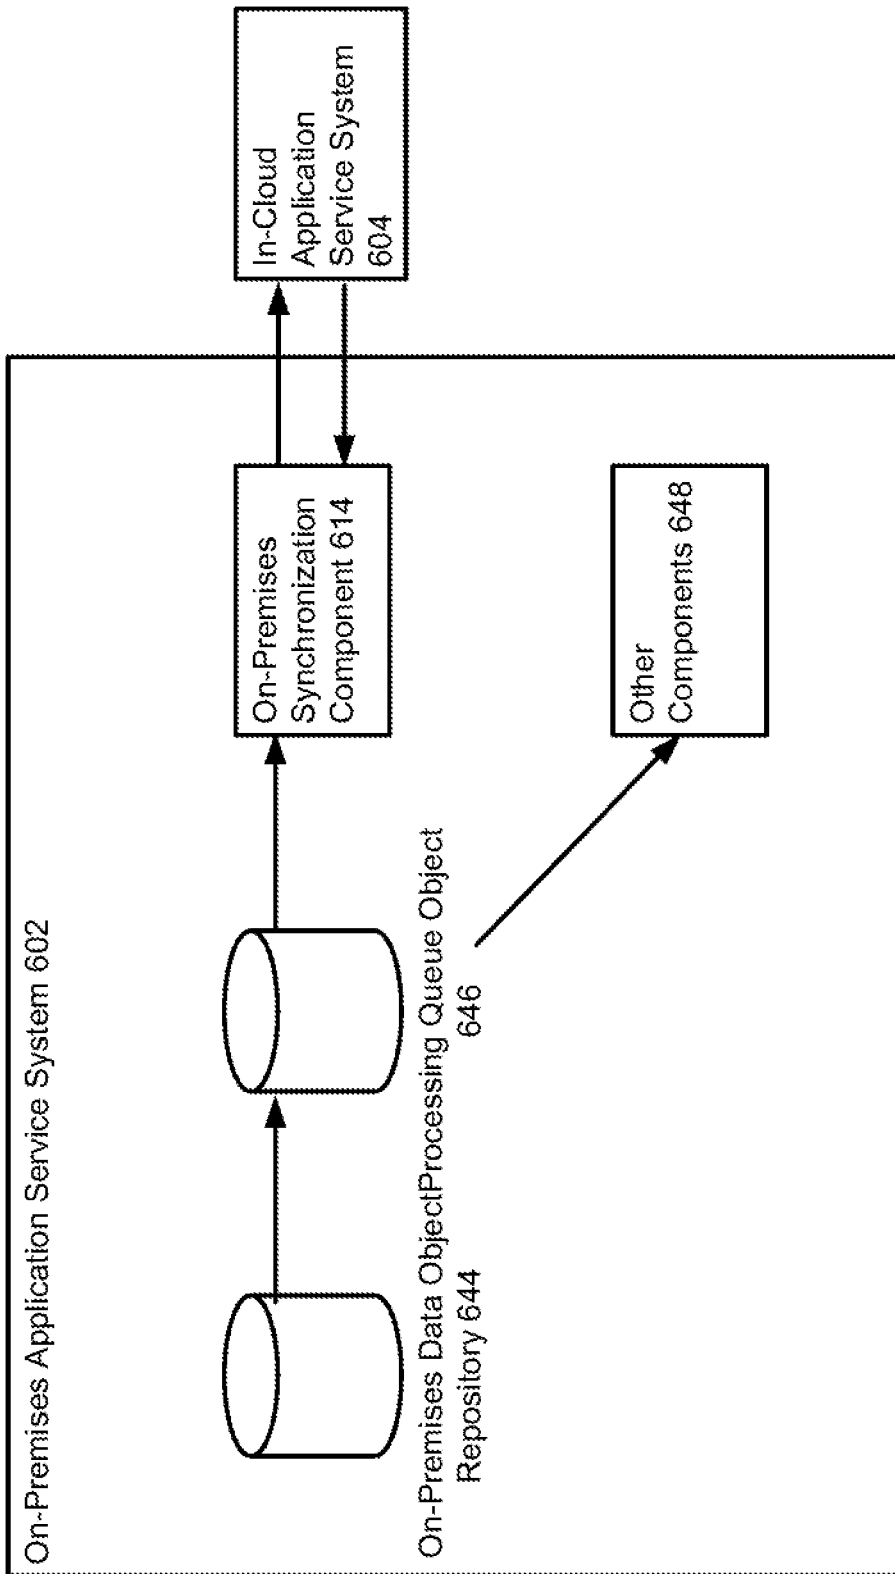 On-Premises Application Service System 602
On-Premises Data Object
Repository 644
Processing Queue Object
646
On-Premises
Synchronization
Component 614
Other
Components 648
In-Cloud
Application
Service System
604